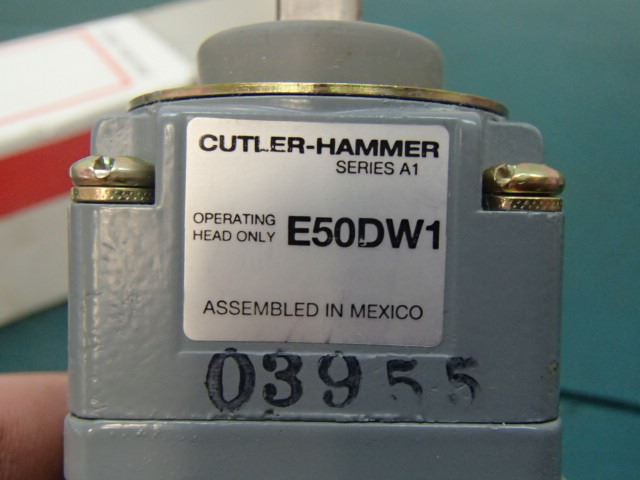 CUTLER-HAMMER
SERIES A1
OPERATING
HEAD ONLY E50DW1
ASSEMBLED IN MEXICO
03955